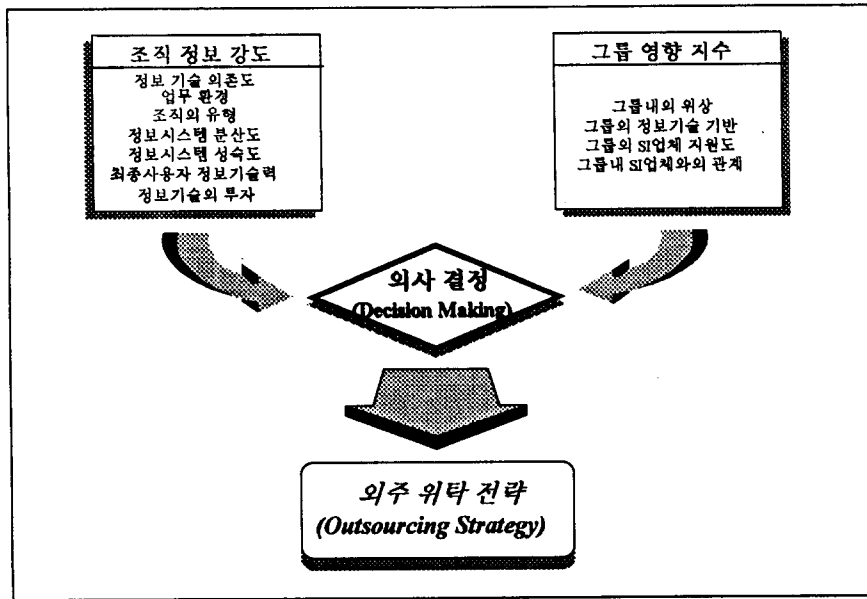 조직 정보 강도
정보 기술 의존도
업무 환경
조직의 유형
정보시스템 분산도
정보시스템 성숙도
최종사용자 정보기술력
정보기술의 투자
그룹 영향 지수
그룹내의 위상
그룹의 정보기술 기반
그룹의 SI업체 지원도
그룹내 SI업체와의 관계
의사 결정
(Decision Making)
외주 위탁 전략
(Outsourcing Strategy)